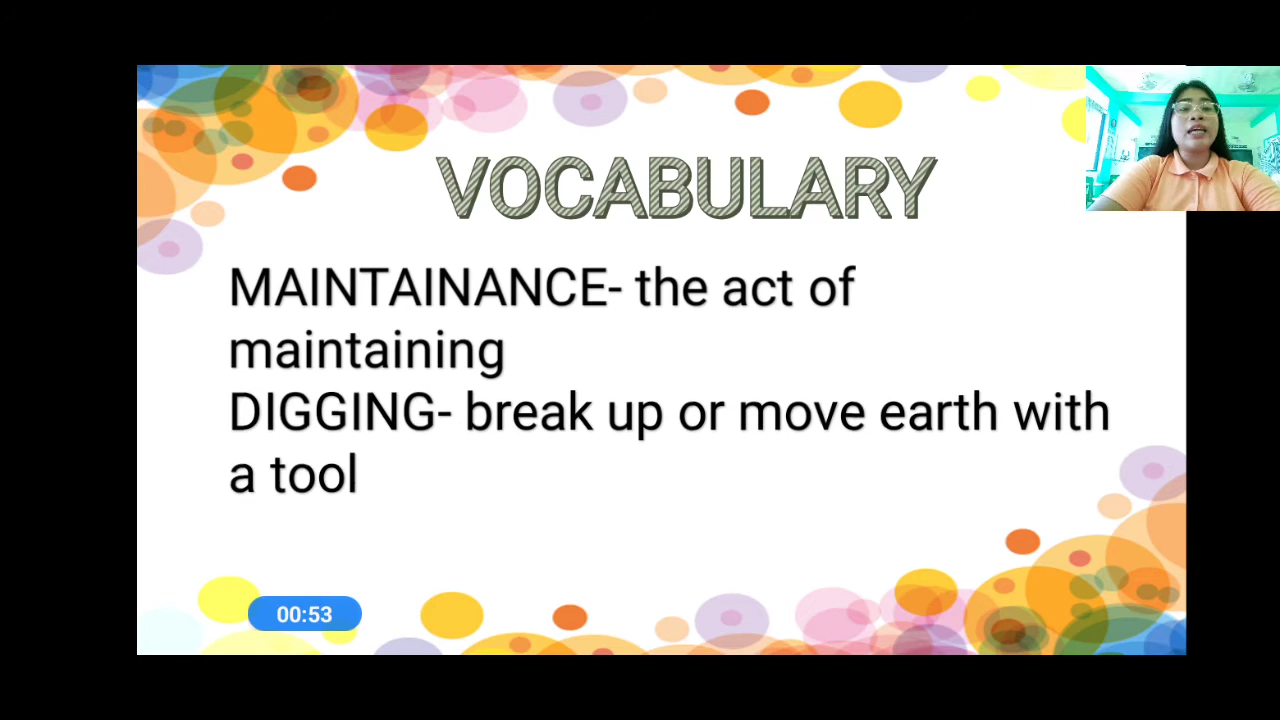 VOCABULARY
MAINTAINANCE- the act of
maintaining
DIGGING- break up or move earth with
a tool
00:53